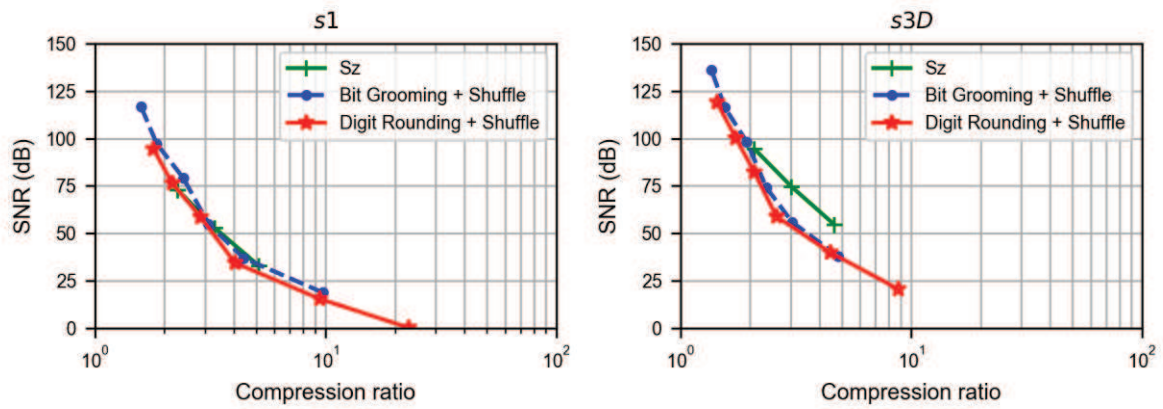 s1
150
125
100
75
50
25
0
SNR (dB)
Sz
Bit Grooming + Shuffle
Digit Rounding + Shuffle
10^0
10^1
10^2
Compression ratio
s3D
150
125
100
75
50
25
0
SNR (dB)
Sz
Bit Grooming + Shuffle
Digit Rounding + Shuffle
10^0
10^1
10^2
Compression ratio